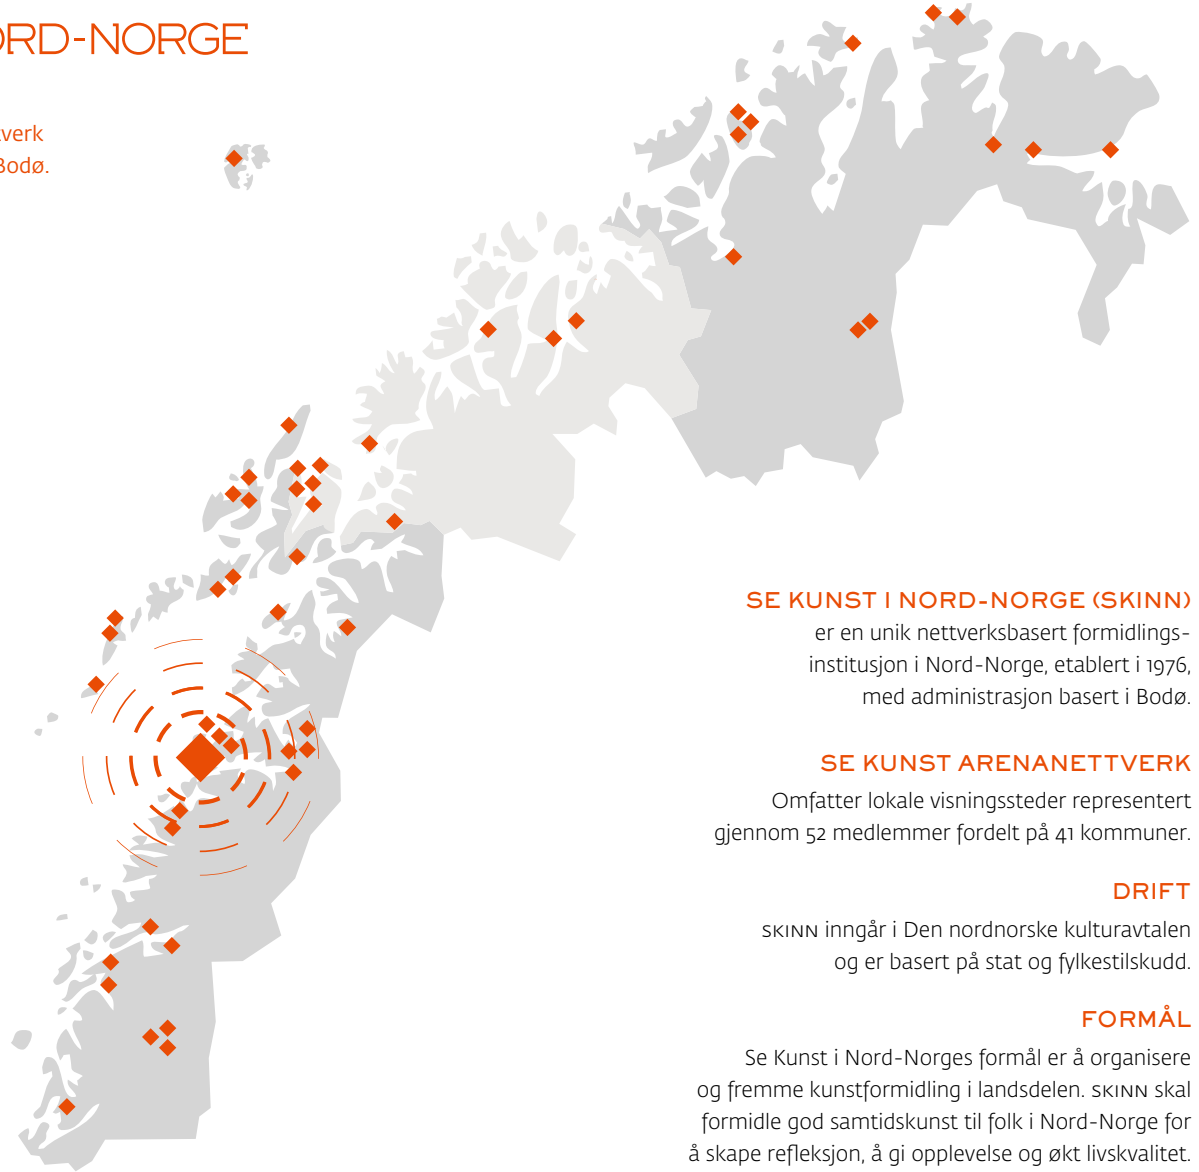 ORD-NORGE
verk
Bodø.
SE KUNST I NORD-NORGE (SKINN)
er en unik nettverksbasert formidlings-
institusjon i Nord-Norge, etablert i 1976,
med administrasjon basert i Bodø.
SE KUNST ARENANETTVERK
Omfatter lokale visningssteder representert
gjennom 52 medlemmer fordelt på 41 kommuner.
DRIFT
SKINN inngår i Den nordnorske kulturavtalen
og er basert på stat og fylkestilskudd.
FORMÅL
Se Kunst i Nord-Norges formål er å organisere
og fremme kunstformidling i landsdelen. SKINN skal
formidle god samtidskunst til folk i Nord-Norge for
å skape refleksjon, å gi opplevelse og økt livskvalitet.